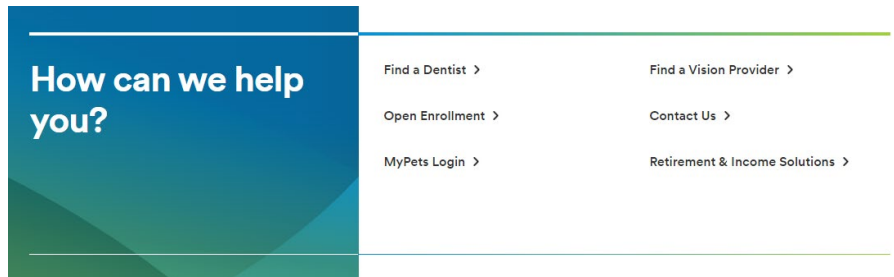 How can we help
you?
Find a Dentist >
Find a Vision Provider >
Open Enrollment >
Contact Us >
MyPets Login >
Retirement & Income Solutions >